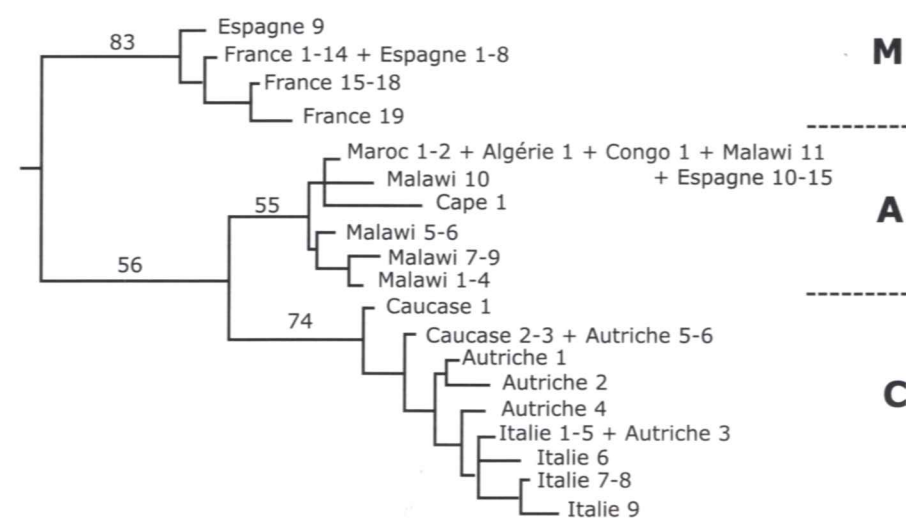 Espagne 9
83
France 1-14 + Espagne 1-8
M
France 15-18
France 19
Maroc 1-2 + Algérie 1 + Congo 1 + Malawi 11
Malawi 10
+ Espagne 10-15
Cape 1
55
A
Malawi 5-6
Malawi 7-9
56
Malawi 1-4
Caucase 1
74
Caucase 2-3 + Autriche 5-6
Autriche 1
Autriche 2
C
Autriche 4
Italie 1-5 + Autriche 3
Italie 6
Italie 7-8
Italie 9